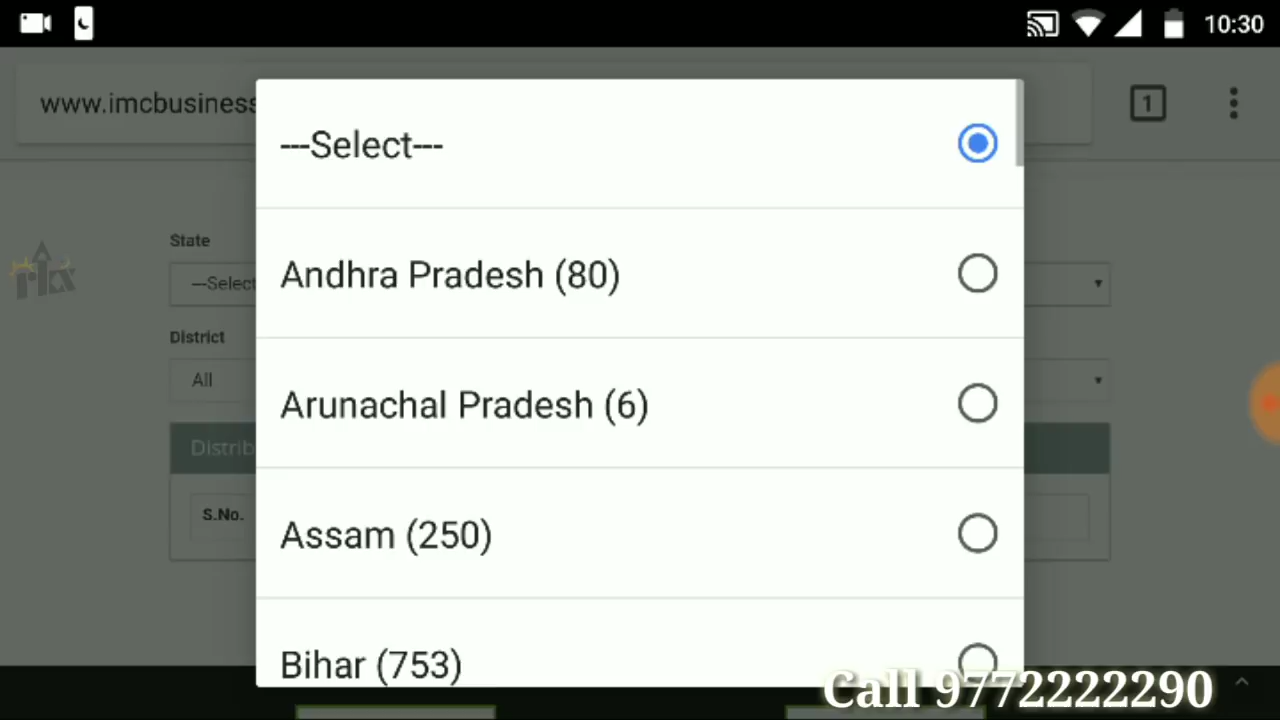 10:30
www.imcbusiness
1
---Select---
Andhra Pradesh (80)
Arunachal Pradesh (6)
Assam (250)
Bihar (753)
State
---Select
District
All
Distrib
S.No.
rlx
Call 9772222290